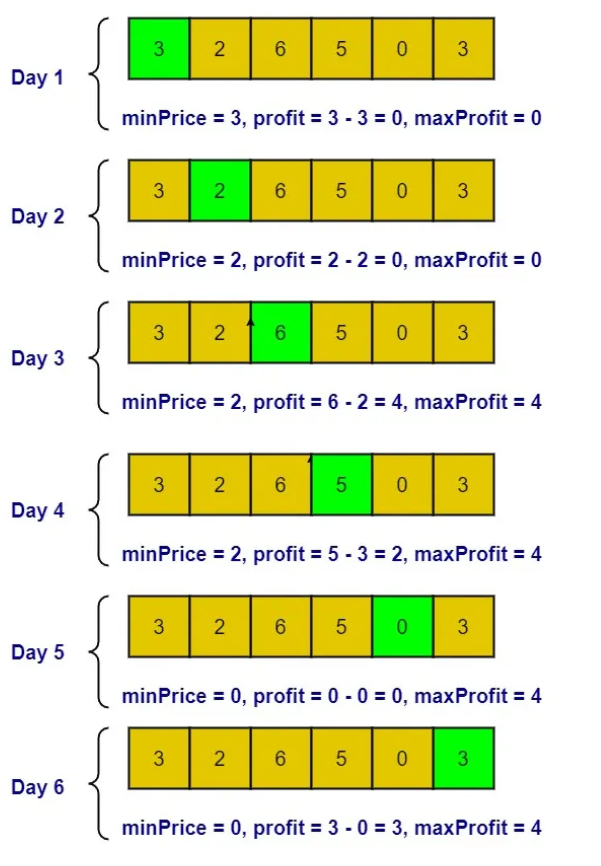 3 2 6 5 0 3
Day 1
minPrice = 3, profit = 3 - 3 = 0, maxProfit = 0
3 2 6 5 0 3
Day 2
minPrice = 2, profit = 2 - 2 = 0, maxProfit = 0
3 2 6 5 0 3
Day 3
minPrice = 2, profit = 6 - 2 = 4, maxProfit = 4
3 2 6 5 0 3
Day 4
minPrice = 2, profit = 5 - 3 = 2, maxProfit = 4
3 2 6 5 0 3
Day 5
minPrice = 0, profit = 0 - 0 = 0, maxProfit = 4
3 2 6 5 0 3
Day 6
minPrice = 0, profit = 3 - 0 = 3, maxProfit = 4